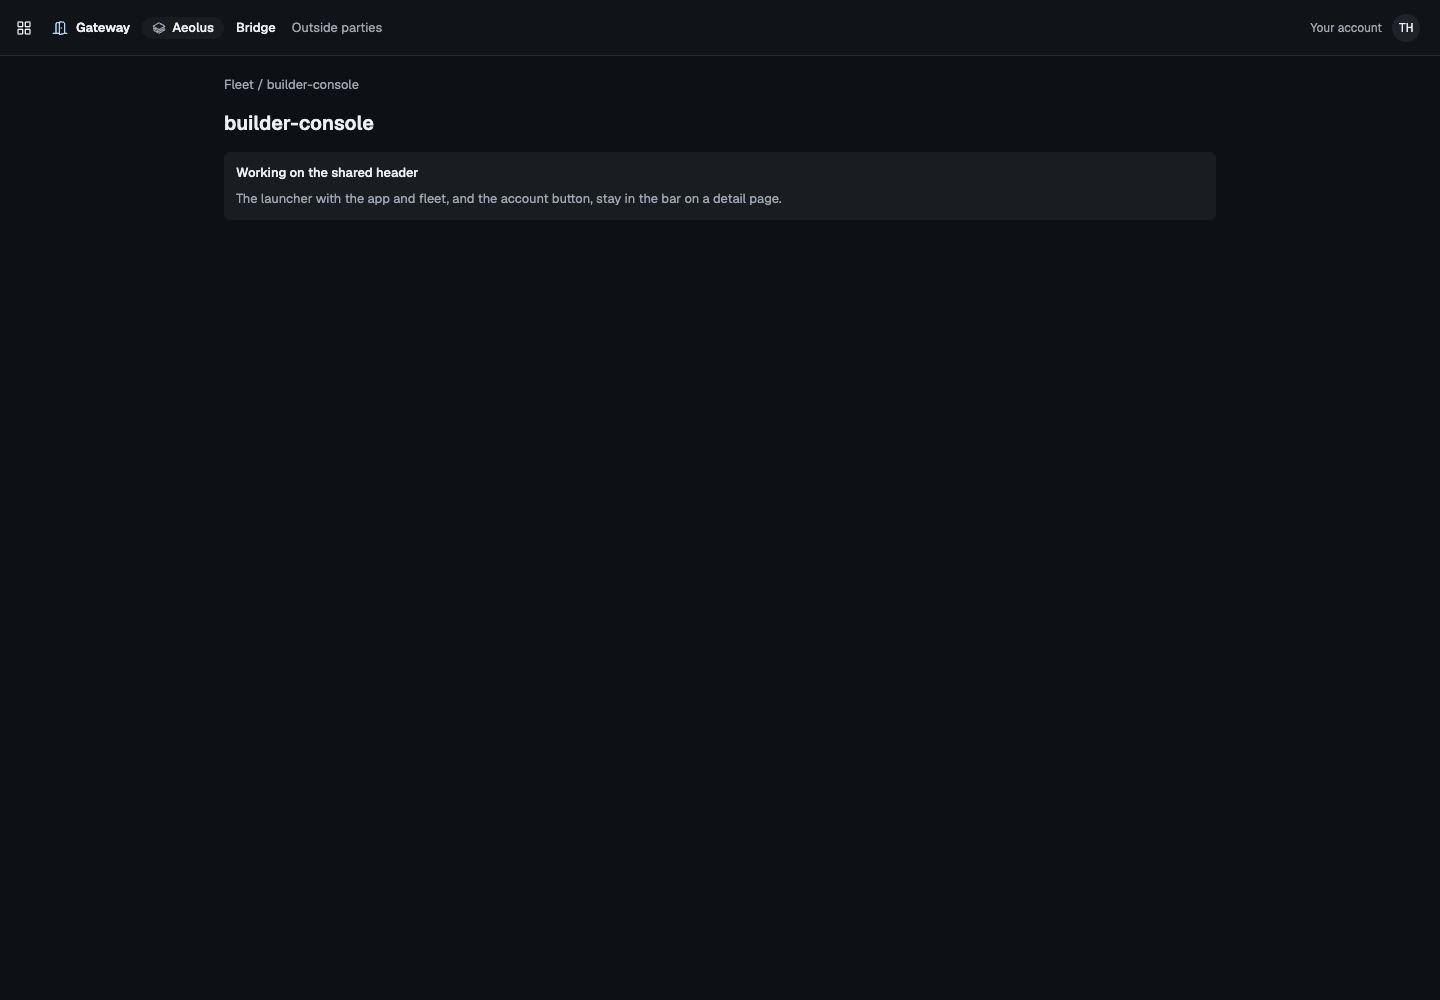 Gateway Aeolus Bridge Outside parties Your account TH
Fleet / builder-console
builder-console
Working on the shared header
The launcher with the app and fleet, and the account button, stay in the bar on a detail page.